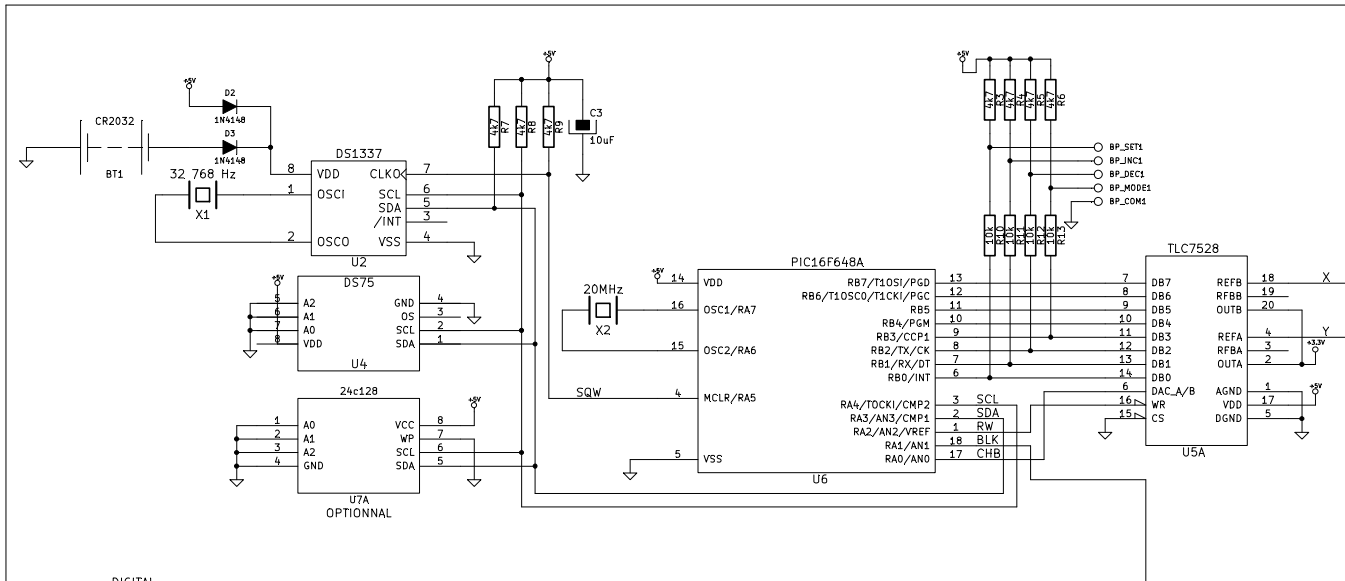 +5V
+5V
+5V
D2
1N4148
CR2032
D3
1N4148
BT1
4k7 R7
4k7 R8
4k7 R9
C3
10uF
4k7 R3
4k7 R4
4k7 R5
4k7 R6
BP_SET1
BP_INC1
BP_DEC1
BP_MODE1
BP_COM1
32 768 Hz
X1
DS1337
8 VDD CLKO 7
1 OSCI SCL 6
SDA 5
/INT 3
2 OSCO VSS 4
U2
10k R10
10k R11
10k R12
10k R13
+5V
DS75
5 A2 GND 4
6 A1 OS 3
7 A0 SCL 2
8 VDD SDA 1
U4
20MHz
X2
+5V
PIC16F648A
14 VDD RB7/T1OSI/PGD 13
16 OSC1/RA7 RB6/T1OSCO/T1CKI/PGC 12
RB5 11
RB4/PGM 10
RB3/CCP1 9
15 OSC2/RA6 RB2/TX/CK 8
RB1/RX/DT 7
RB0/INT 6
SQW 4 MCLR/RA5
RA4/TOCKI/CMP2 3 SCL
RA3/AN3/CMP1 2 SDA
RA2/AN2/VREF 1 RW
RA1/AN1 18 BLK
5 VSS RA0/AN0 17 CHB
U6
TLC7528
7 DB7 REFB 18 X
8 DB6 RFBB 19
9 DB5 OUTB 20
10 DB4
11 DB3 REFA 4 Y
12 DB2 RFBA 3
+3.3V
13 DB1 OUTA 2
14 DB0
6 DAC_A/B AGND 1
+5V
16 WR VDD 17
15 CS DGND 5
U5A
24c128
+5V
1 A0 VCC 8
2 A1 WP 7
3 A2 SCL 6
4 GND SDA 5
U7A
OPTIONNAL
DIGITAL